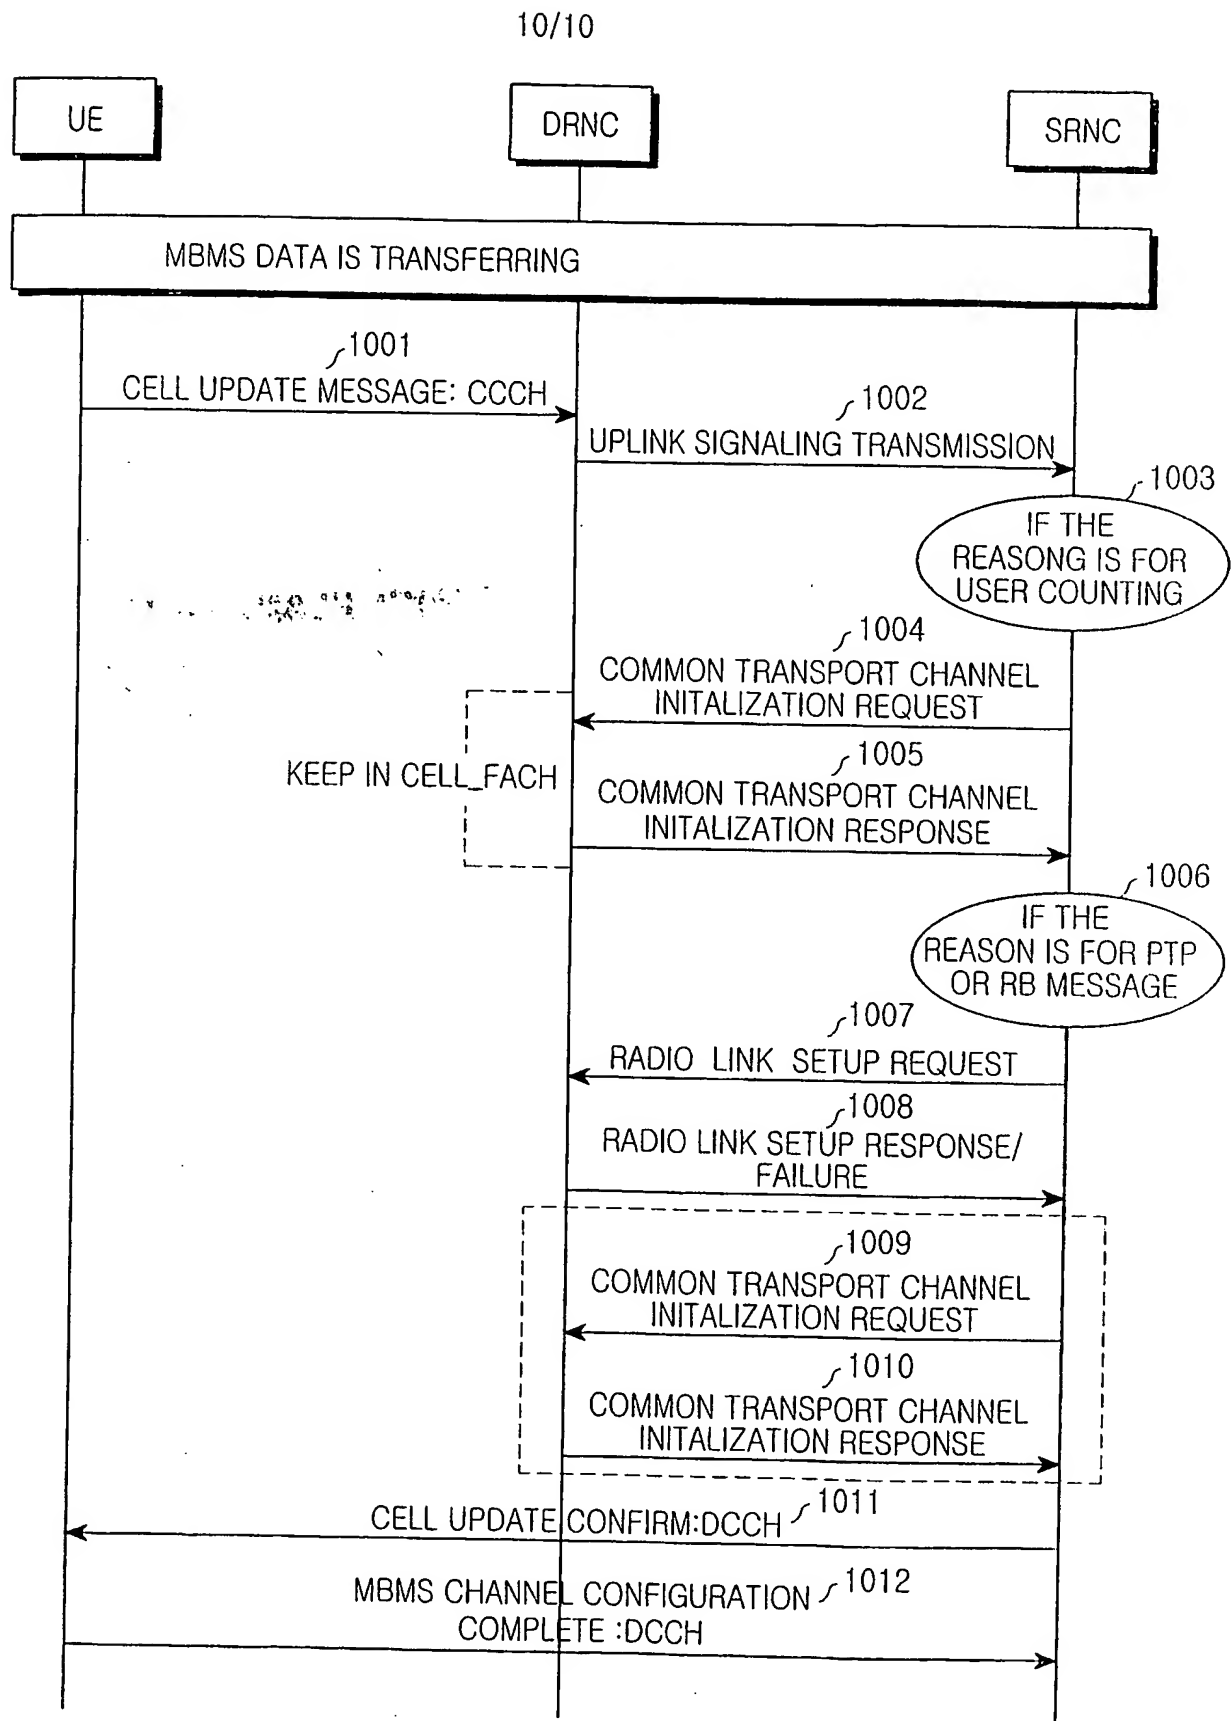 10/10
UE
DRNC
SRNC
MBMS DATA IS TRANSFERRING
1001
CELL UPDATE MESSAGE: CCCH
1002
UPLINK SIGNALING TRANSMISSION
1003
IF THE
REASONG IS FOR
USER COUNTING
1004
COMMON TRANSPORT CHANNEL
INITALIZATION REQUEST
KEEP IN CELL_FACH
1005
COMMON TRANSPORT CHANNEL
INITALIZATION RESPONSE
1006
IF THE
REASON IS FOR PTP
OR RB MESSAGE
1007
RADIO LINK SETUP REQUEST
1008
RADIO LINK SETUP RESPONSE/
FAILURE
1009
COMMON TRANSPORT CHANNEL
INITALIZATION REQUEST
1010
COMMON TRANSPORT CHANNEL
INITALIZATION RESPONSE
1011
CELL UPDATE CONFIRM:DCCH
1012
MBMS CHANNEL CONFIGURATION
COMPLETE :DCCH